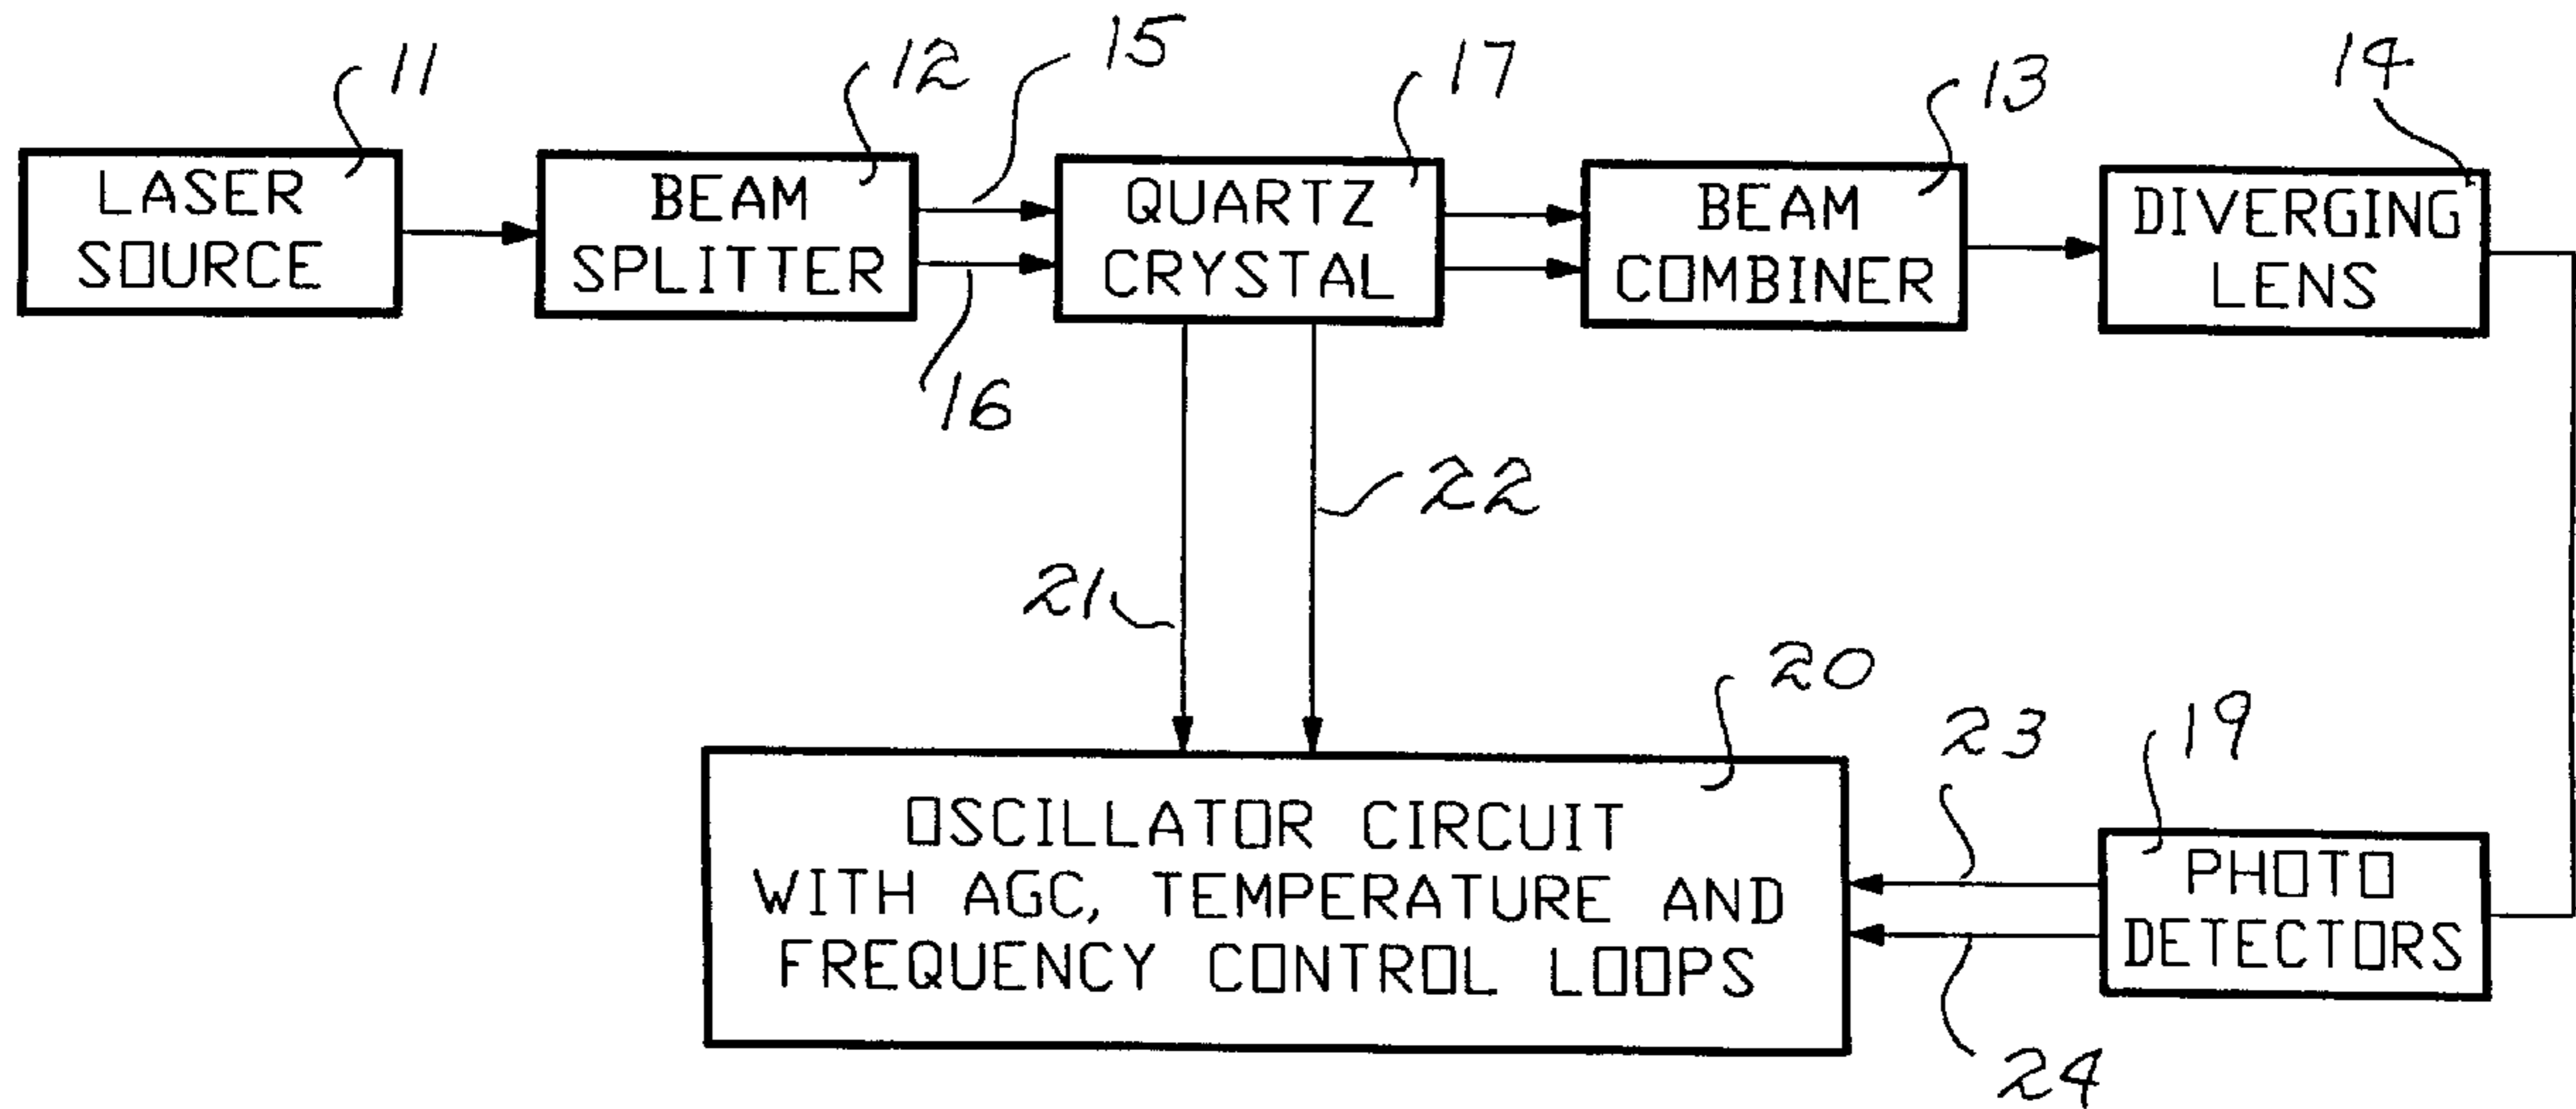 11
12
15
17
13
14
LASER
SOURCE
BEAM
SPLITTER
QUARTZ
CRYSTAL
BEAM
COMBINER
DIVERGING
LENS
16
22
21
20
23
19
OSCILLATOR CIRCUIT
WITH AGC, TEMPERATURE AND
FREQUENCY CONTROL LOOPS
PHOTO
DETECTORS
24